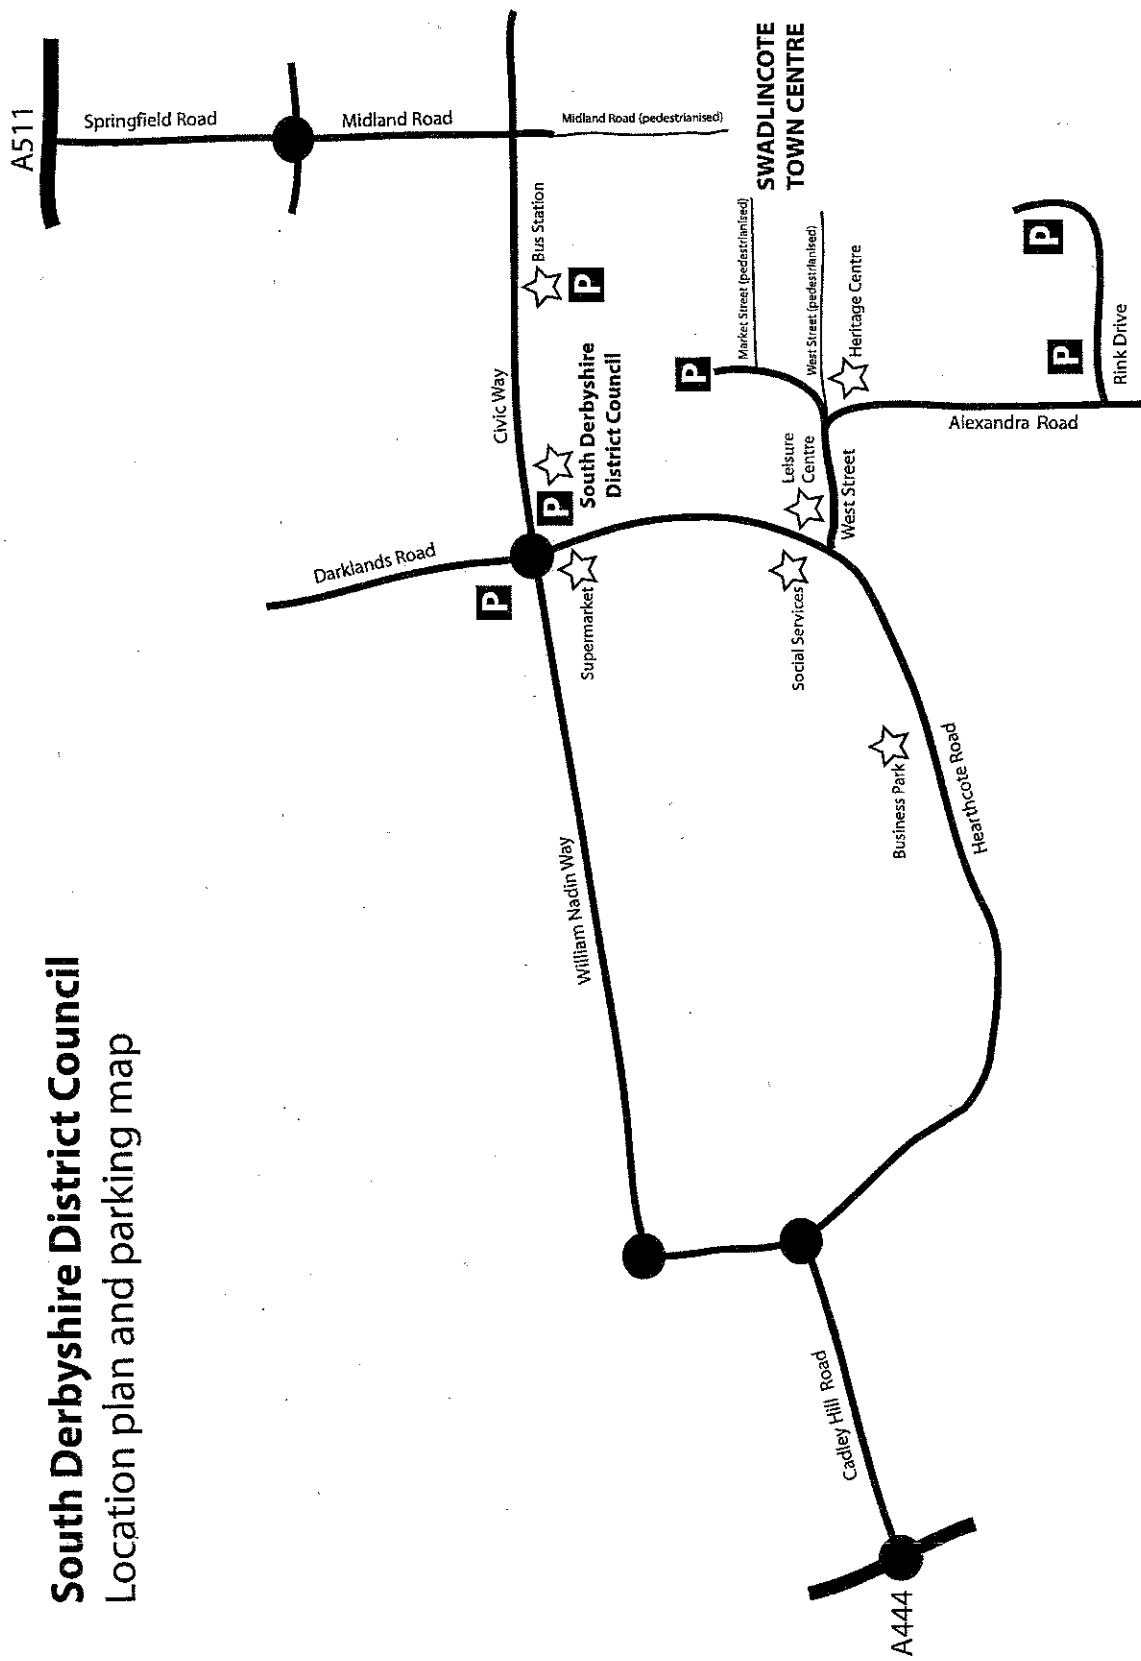 South Derbyshire District Council
Location plan and parking map
A511
Springfield Road
Midland Road
Midland Road (pedestrianised)
SWADLINCOTE
TOWN CENTRE
Bus Station
P
Civic Way
South Derbyshire
District Council
P
Darklands Road
P
Supermarket
P
Market Street (pedestrianised)
West Street (pedestrianised)
Heritage Centre
Leisure
Centre
West Street
Social Services
Alexandra Road
P
P
Rink Drive
William Nadin Way
Business Park
Hearthcote Road
Cadley Hill Road
A444